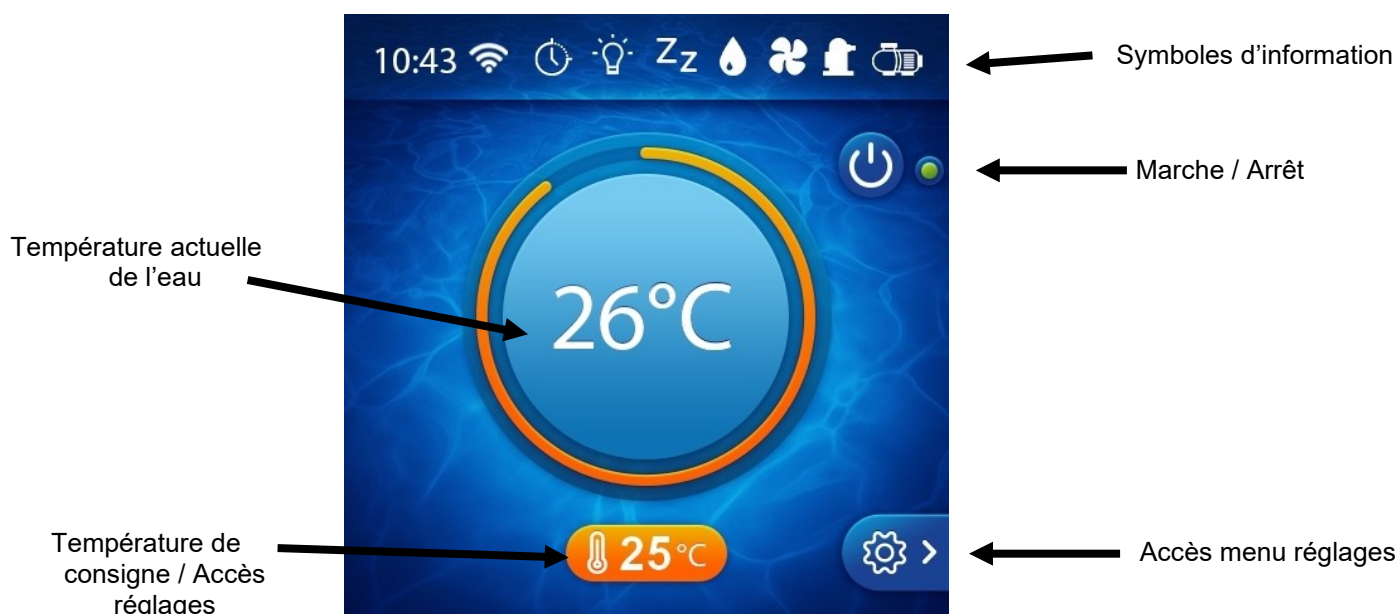 10:43 Zz
Symboles d’information
Marche / Arrêt
Température actuelle
de l’eau
26°C
Température de
consigne / Accès
réglages
25°C
Accès menu réglages